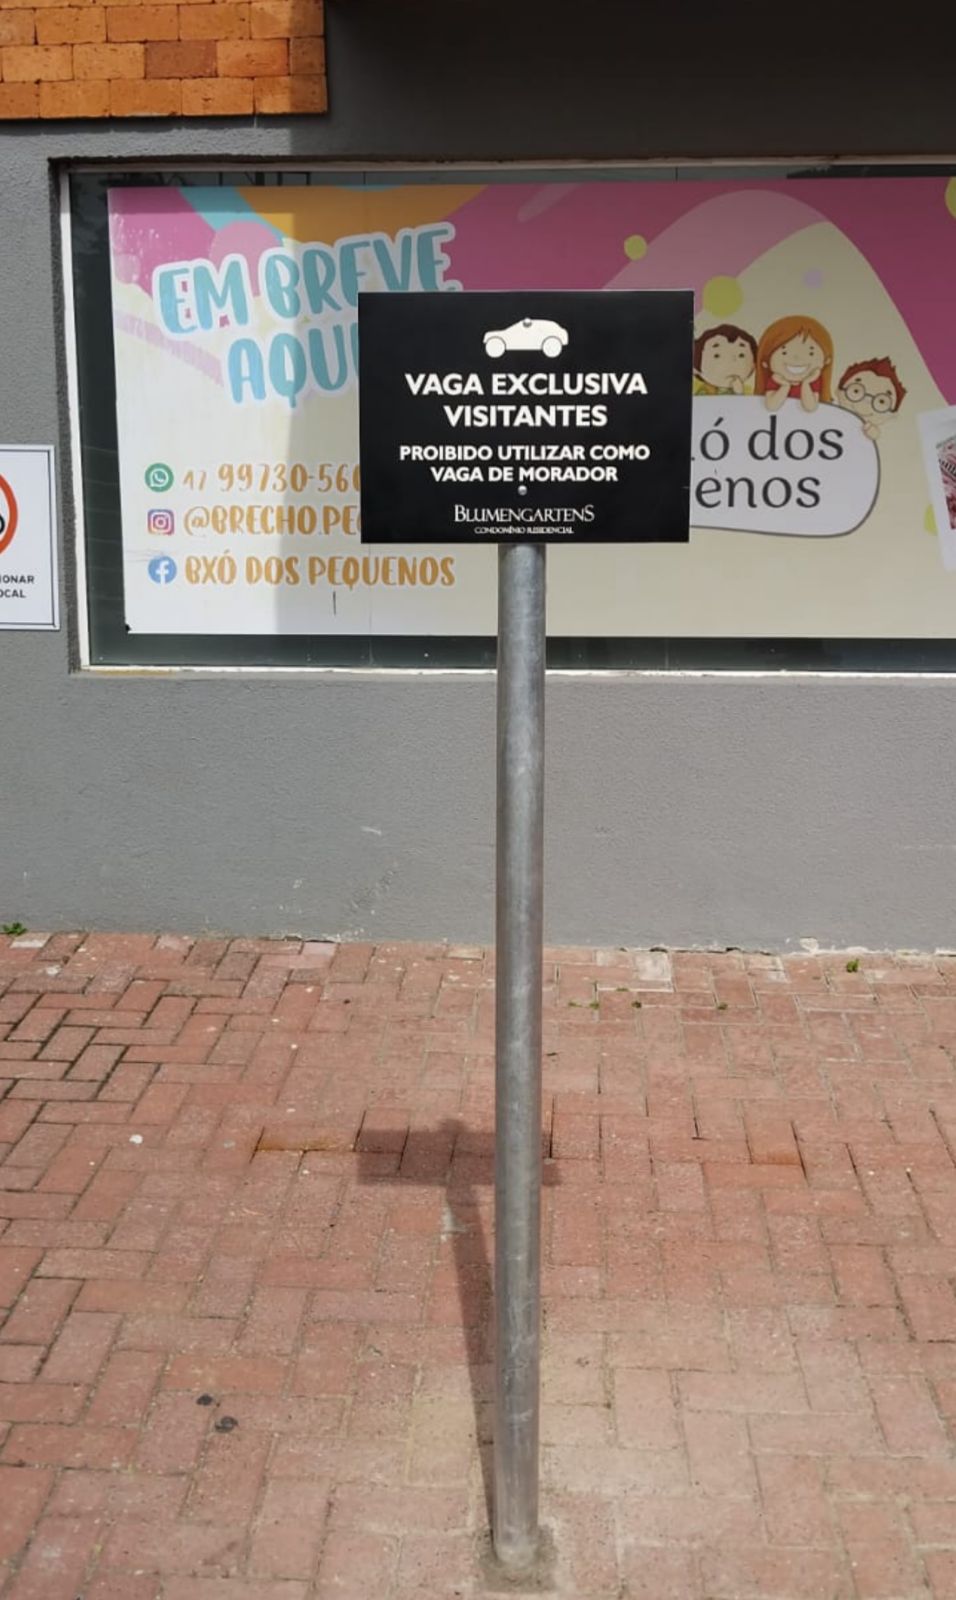 EM BREVE
AQU
47 99730-560
@BRECHO.PE
BXÓ DOS PEQUENOS
VAGA EXCLUSIVA
VISITANTES
PROIBIDO UTILIZAR COMO
VAGA DE MORADOR
BLUMENGARTENS
CONDOMÍNIO RESIDENCIAL
ó dos
enos
IONAR
OCAL